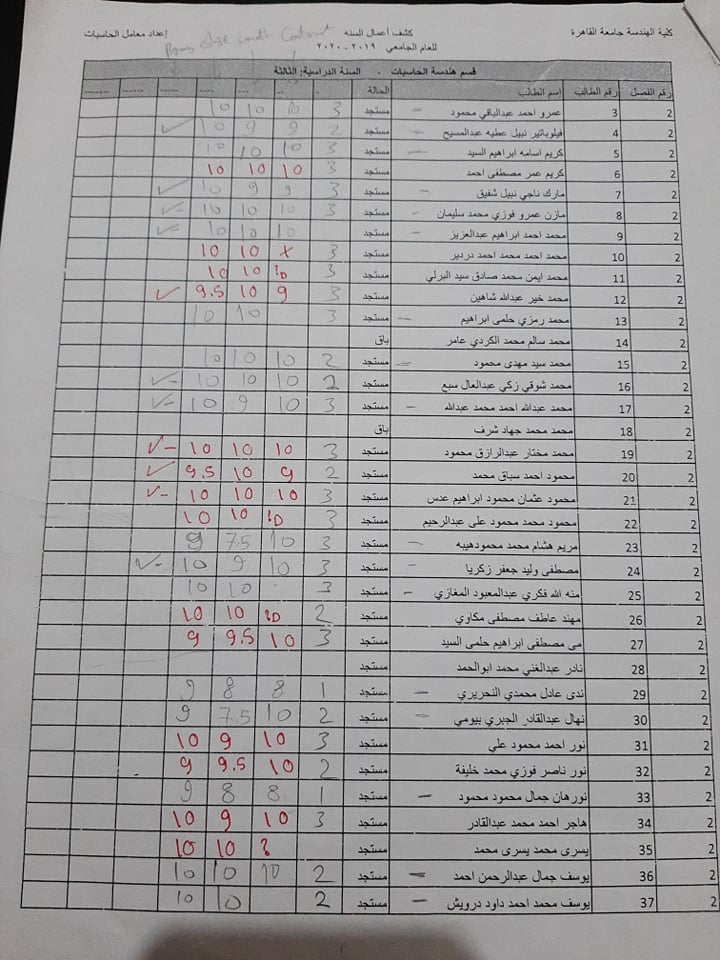 كلية الهندسة جامعة القاهرة كشف أعمال السنه إعداد معامل الحاسبات
للعام الجامعي ٢٠١٩ - ٢٠٢٠
قسم هندسة الحاسبات - السنة الدراسية: الثالثة
رقم الفصل رقم الطالب إسم الطالب الحالة . .. ... .... ..... ...... .......
2 3 عمرو احمد عبدالباقي محمود – مستجد 3 10 10 10
2 4 فيلوباتير نبيل عطيه عبدالمسيح – مستجد 2 9 9 10 ✓
2 5 كريم اسامه ابراهيم السيد – مستجد 3 10 10 10
2 6 كريم عمر مصطفى احمد مستجد 3 10 10 10
2 7 مارك ناجي نبيل شفيق – مستجد 3 9 9 10 ✓
2 8 مازن عمرو فوزي محمد سليمان – مستجد 3 10 10 10 ✓-
2 9 محمد احمد ابراهيم عبدالعزيز – مستجد 10 10 10 ✓-
2 10 محمد احمد محمد احمد دردير مستجد 3 x 10 10
2 11 محمد ايمن محمد صادق سيد البرلي مستجد 3 10 10
2 12 محمد خير عبدالله شاهين مستجد 3 9 10 9.5 ✓
2 13 محمد رمزي حلمى ابراهيم – مستجد 3 10 10
2 14 محمد سالم محمد الكردي عامر باق
2 15 محمد سيد مهدى محمود – مستجد 2 10 10 10
2 16 محمد شوقي زكي عبدالعال سبع مستجد 2 10 10 10 ✓-
2 17 محمد عبدالله احمد محمد عبدالله – مستجد 3 10 9 10 ✓-
2 18 محمد محمد جهاد شرف باق
2 19 محمد مختار عبدالرازق محمود مستجد 3 10 10 10 ✓-
2 20 محمود احمد سباق محمد مستجد 2 9 10 9.5 ✓
2 21 محمود عثمان محمود ابراهيم عدس مستجد 3 10 10 10 ✓-
2 22 محمود محمد محمود على عبدالرحيم مستجد 3 10 10
2 23 مريم هشام محمد محمودهيبه – مستجد 3 10 7.5 9
2 24 مصطفى وليد جعفر زكريا – مستجد 3 10 9 10 ✓-
2 25 منه الله فكري عبدالمعبود المغازي – مستجد 3 10 10
2 26 مهند عاطف مصطفى مكاوي مستجد 2 10 10
2 27 مى مصطفى ابراهيم حلمى السيد مستجد 3 10 9.5 9
2 28 نادر عبدالغني محمد ابوالحمد مستجد
2 29 ندى عادل محمدي النحريري – مستجد 1 8 8 9
2 30 نهال عبدالقادر الجبري بيومي – مستجد 2 10 7.5 9
2 31 نور احمد محمود علي مستجد 3 10 9 10
2 32 نور ناصر فوزي محمد خليفة مستجد 2 10 9.5 9
2 33 نورهان جمال محمود محمود – مستجد 1 8 8 9
2 34 هاجر احمد محمد عبدالقادر مستجد 3 10 9 10
2 35 يسرى محمد يسرى محمد مستجد ? 10 10
2 36 يوسف جمال عبدالرحمن احمد – مستجد 2 10 10 10
2 37 يوسف محمد احمد داود درويش – مستجد 2 10 10